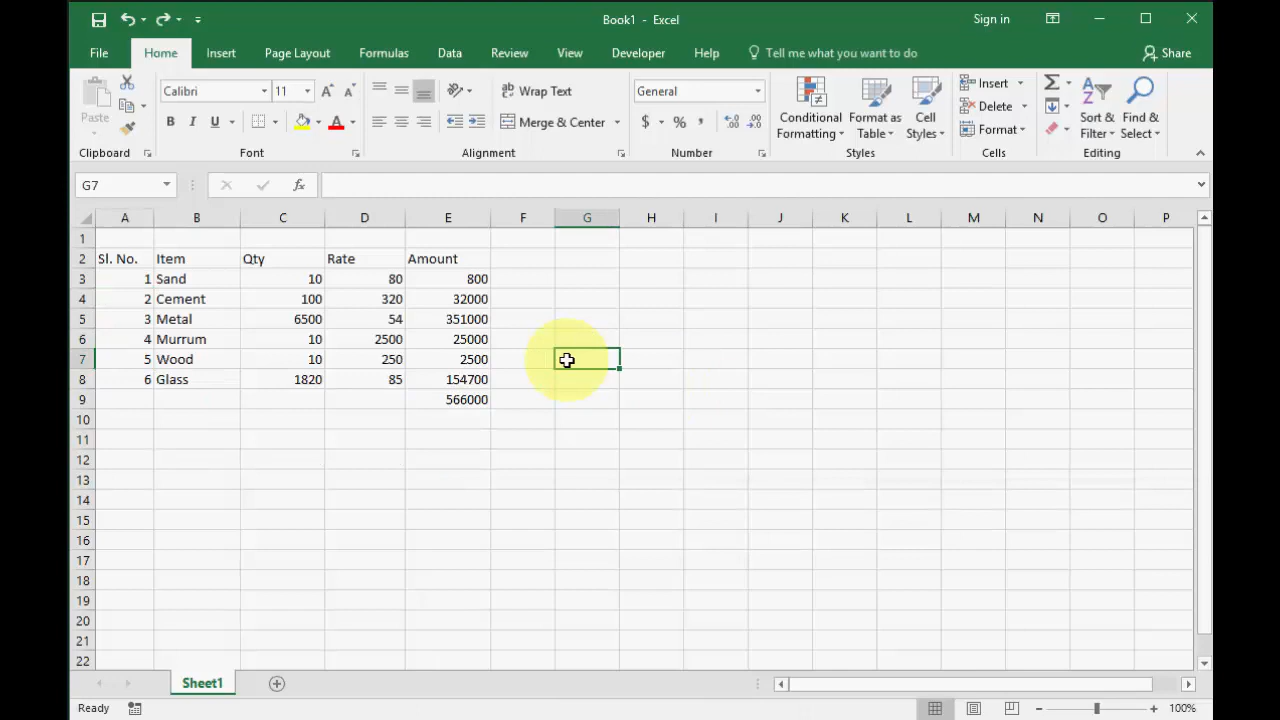 Book1 - Excel
Sign in
File Home Insert Page Layout Formulas Data Review View Developer Help Tell me what you want to do Share
Paste
Calibri 11
B I U A
Wrap Text
Merge & Center
General
$ % ,
Conditional Formatting
Format as Table
Cell Styles
Insert
Delete
Format
Sort & Filter
Find & Select
Clipboard Font Alignment Number Styles Cells Editing
G7 fx
A B C D E F G H I J K L M N O P
1
2 Sl. No. Item Qty Rate Amount
3 1 Sand 10 80 800
4 2 Cement 100 320 32000
5 3 Metal 6500 54 351000
6 4 Murrum 10 2500 25000
7 5 Wood 10 250 2500
8 6 Glass 1820 85 154700
9 566000
10
11
12
13
14
15
16
17
18
19
20
21
22
Sheet1
Ready 100%